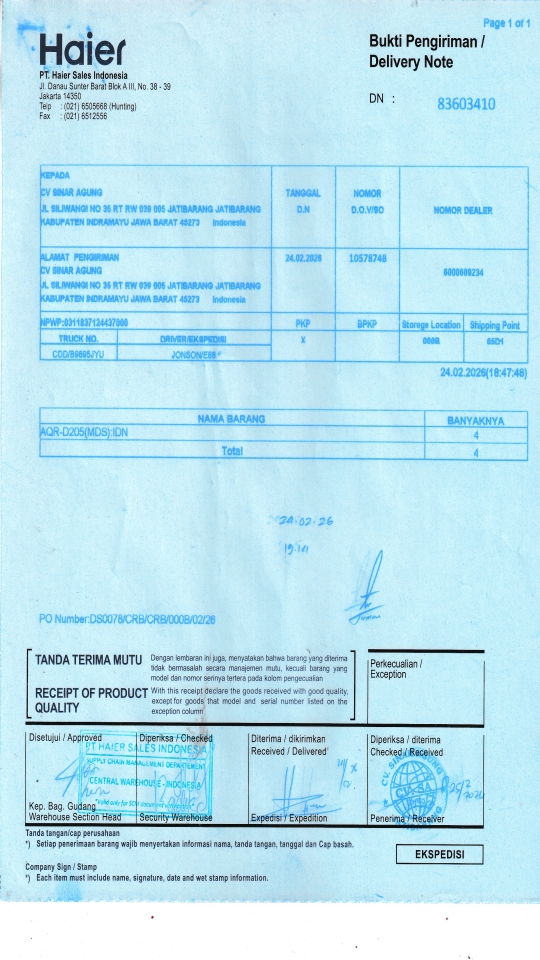 Page 1 of 1
Haier
Bukti Pengiriman /
Delivery Note
PT. Haier Sales Indonesia
Jl. Danau Sunter Barat Blok A III, No. 38 - 39
Jakarta 14350
Telp : (021) 6505668 (Hunting)
Fax : (021) 6512556
DN : 83603410
KEPADA
CV SINAR AGUNG
JL SILIWANGI NO 35 RT RW 039 005 JATIBARANG JATIBARANG
KABUPATEN INDRAMAYU JAWA BARAT 45273 Indonesia
TANGGAL
D.N
NOMOR
D.O.V/SO
NOMOR DEALER
ALAMAT PENGIRIMAN
CV SINAR AGUNG
JL SILIWANGI NO 35 RT RW 039 005 JATIBARANG JATIBARANG
KABUPATEN INDRAMAYU JAWA BARAT 45273 Indonesia
24.02.2026
10578748
6000609234
NPWP:0311837124437000
PKP
BPKP
Storege Location
Shipping Point
TRUCK NO.
DRIVER/EKSPEDISI
X
000B
65D1
CDD/B9695JYU
JONSON/E68
24.02.2026(18:47:48)
NAMA BARANG
BANYAKNYA
AQR-D205(MDS):IDN
4
Total
4
24-02-26
PO Number:DS0078/CRB/CRB/000B/02/26
TANDA TERIMA MUTU
Dengan lembaran ini juga, menyatakan bahwa barang yang diterima
tidak bermasalah secara manajemen mutu, kecuali barang yang
model dan nomor serinya tertera pada kolom pengecualian
RECEIPT OF PRODUCT
QUALITY
With this receipt declare the goods received with good quality,
except for goods that model and serial number listed on the
exception column
Perkecualian /
Exception
Disetujui / Approved
Diperiksa / Checked
Diterima / dikirimkan
Received / Delivered
Diperiksa / diterima
Checked / Received
PT HAIER SALES INDONESIA
SUPPLY CHAIN MANAGEMENT DEPARTEMENT
CENTRAL WAREHOUSE - INDONESIA
Valid only for SCM document
Kep. Bag. Gudang
Warehouse Section Head
Security Warehouse
Expedisi / Expedition
Penerima / Receiver
Tanda tangan/cap perusahaan
*) Setiap penerimaan barang wajib menyertakan informasi nama, tanda tangan, tanggal dan Cap basah.
EKSPEDISI
Company Sign / Stamp
*) Each item must include name, signature, date and wet stamp information.